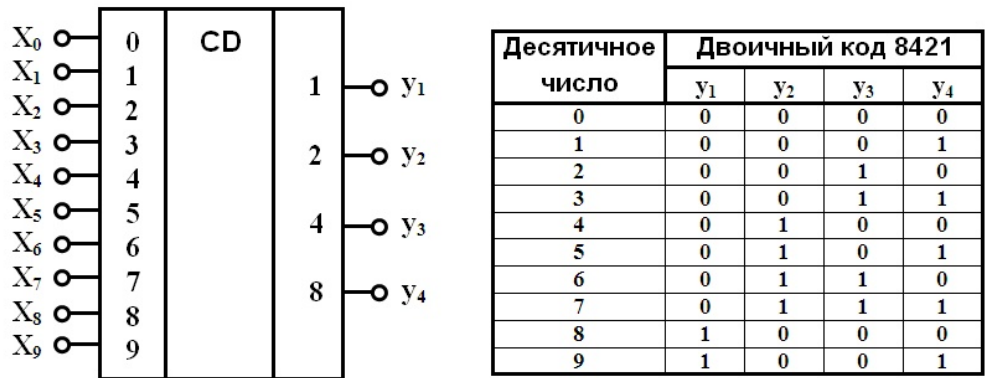 X₀ 0 CD
X₁ 1 1 y₁
X₂ 2
X₃ 3 2 y₂
X₄ 4
X₅ 5 4 y₃
X₆ 6
X₇ 7 8 y₄
X₈ 8
X₉ 9
Десятичное число Двоичный код 8421
y₁ y₂ y₃ y₄
0 0 0 0 0
1 0 0 0 1
2 0 0 1 0
3 0 0 1 1
4 0 1 0 0
5 0 1 0 1
6 0 1 1 0
7 0 1 1 1
8 1 0 0 0
9 1 0 0 1